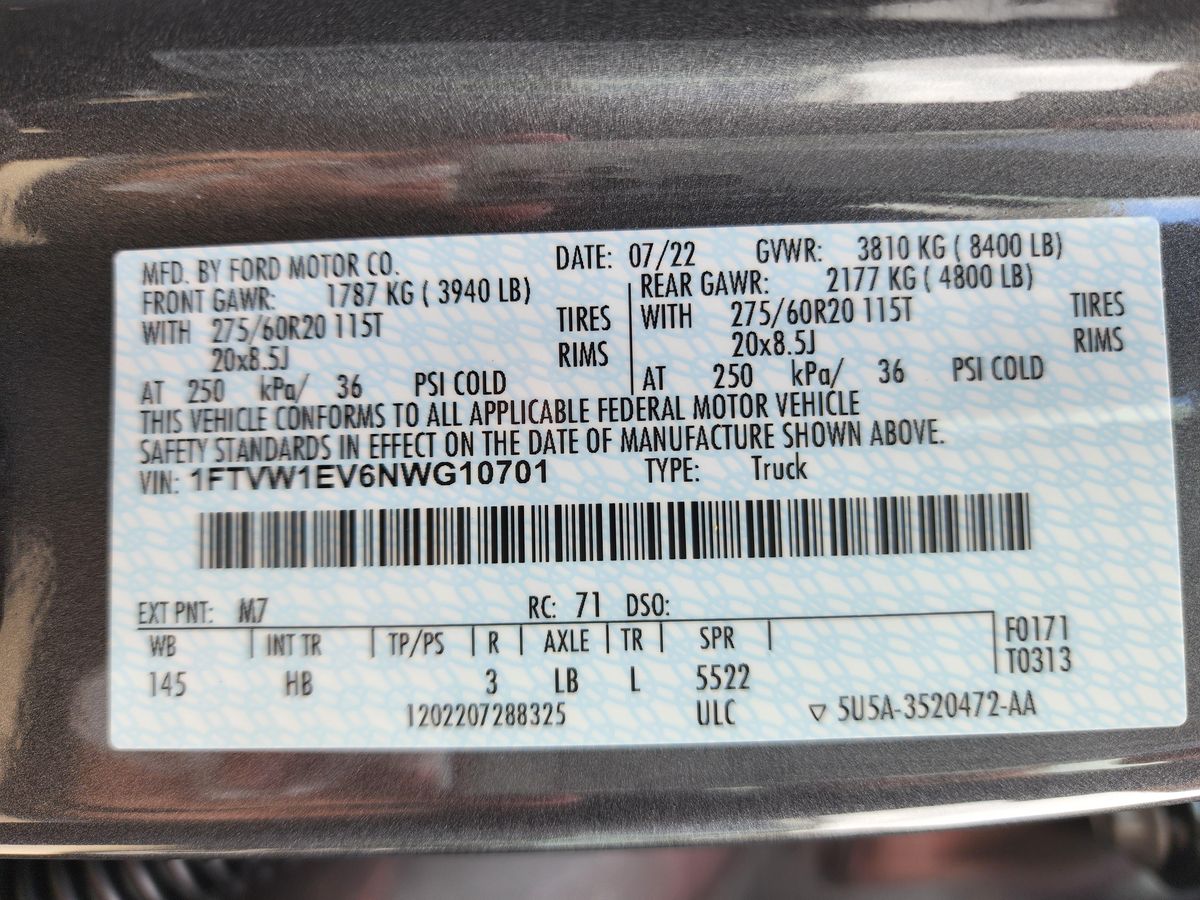 MFD. BY FORD MOTOR CO. DATE: 07/22 GVWR: 3810 KG ( 8400 LB)
FRONT GAWR: 1787 KG ( 3940 LB) REAR GAWR: 2177 KG ( 4800 LB)
WITH 275/60R20 115T TIRES WITH 275/60R20 115T TIRES
20x8.5J RIMS 20x8.5J RIMS
AT 250 kPa/ 36 PSI COLD AT 250 kPa/ 36 PSI COLD
THIS VEHICLE CONFORMS TO ALL APPLICABLE FEDERAL MOTOR VEHICLE
SAFETY STANDARDS IN EFFECT ON THE DATE OF MANUFACTURE SHOWN ABOVE.
VIN: 1FTVW1EV6NWG10701 TYPE: Truck
EXT PNT: M7 RC: 71 DSO:
WB INT TR TP/PS R AXLE TR SPR F0171
145 HB 3 LB L 5522 T0313
1202207288325 ULC ▽ 5U5A-3520472-AA